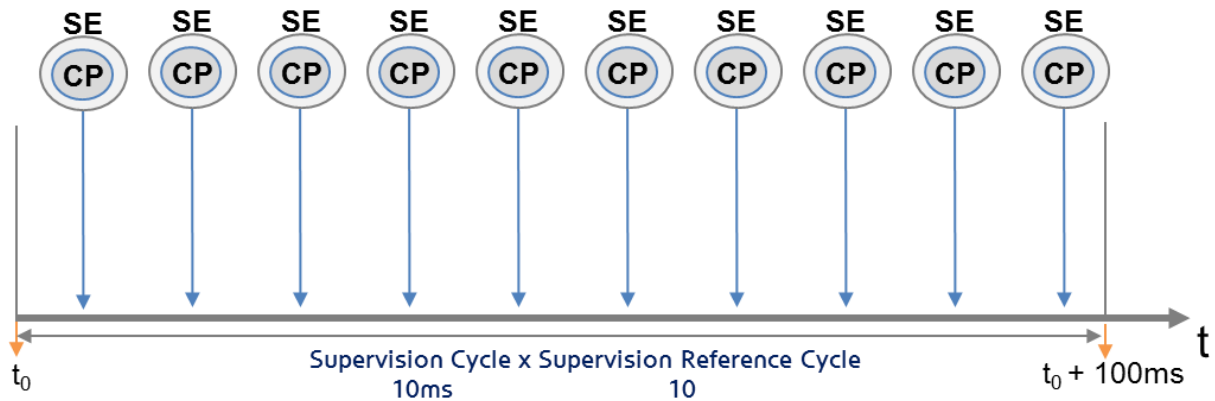 SE SE SE SE SE SE SE SE SE SE
CP CP CP CP CP CP CP CP CP CP
t
Supervision Cycle x Supervision Reference Cycle
t₀ 10ms 10 t₀ + 100ms